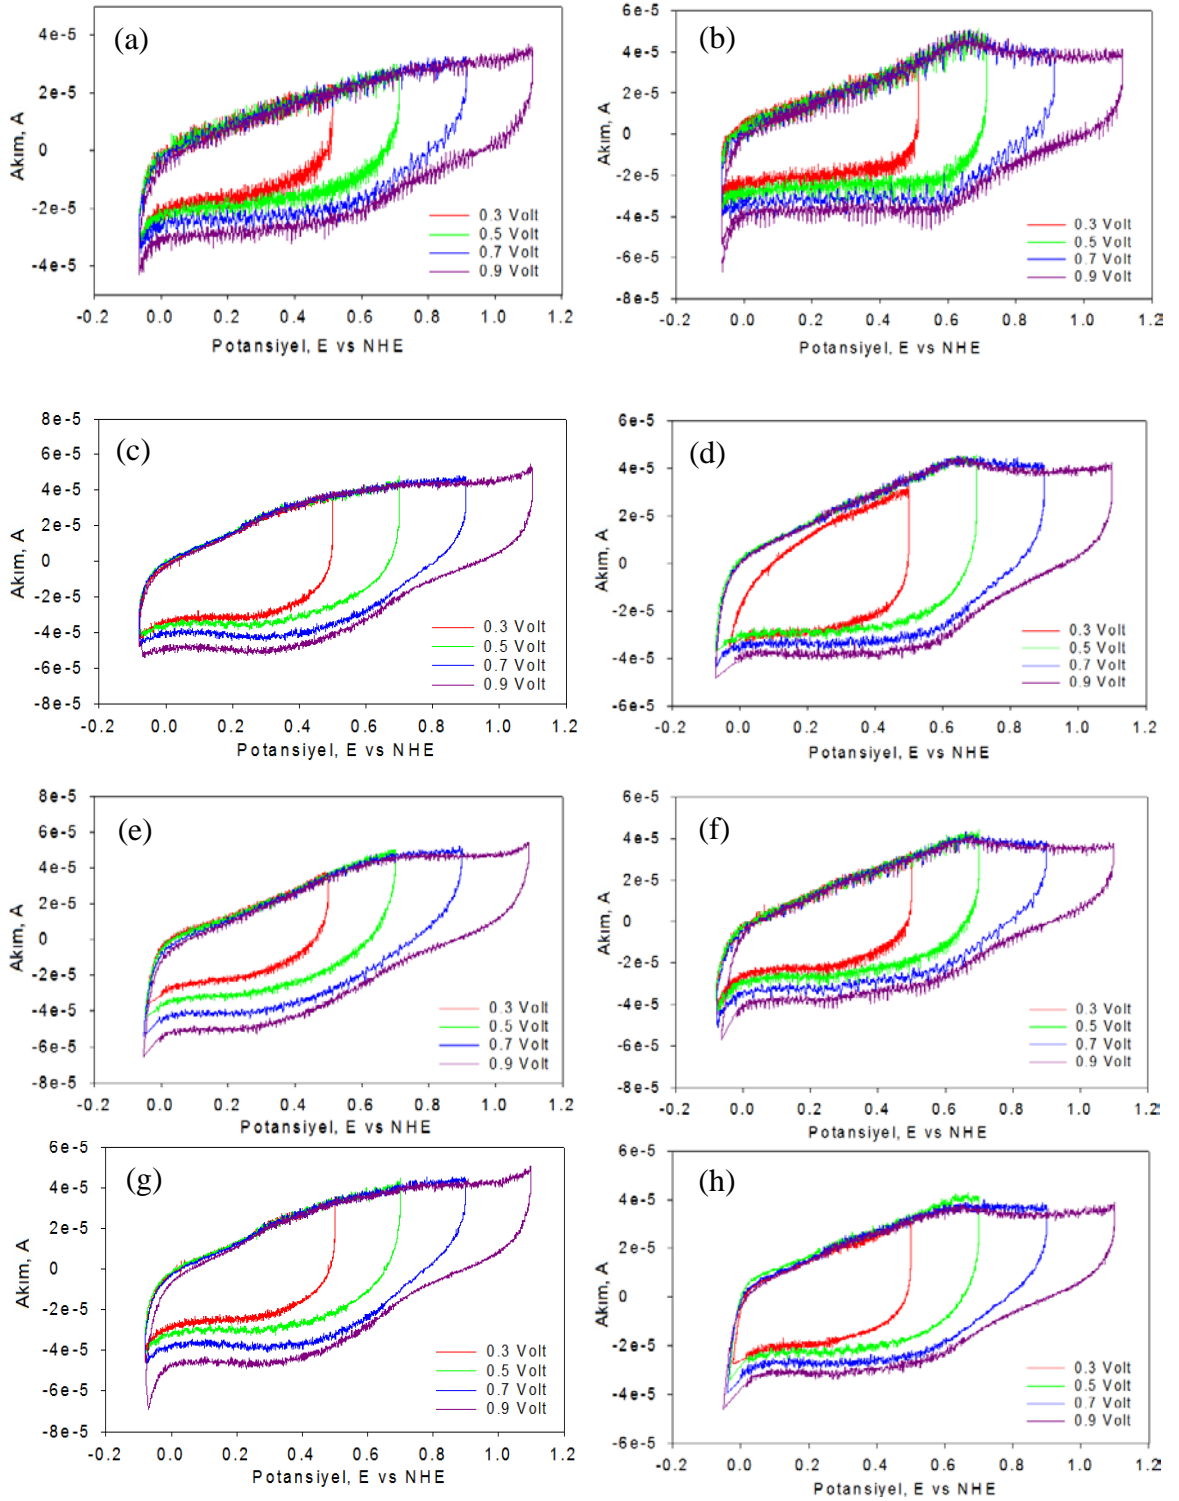 (a)
4e-5
2e-5
0
-2e-5
-4e-5
Akım, A
0.3 Volt
0.5 Volt
0.7 Volt
0.9 Volt
-0.2 0.0 0.2 0.4 0.6 0.8 1.0 1.2
Potansiyel, E vs NHE
(b)
6e-5
4e-5
2e-5
0
-2e-5
-4e-5
-6e-5
-8e-5
Akım, A
0.3 Volt
0.5 Volt
0.7 Volt
0.9 Volt
-0.2 0.0 0.2 0.4 0.6 0.8 1.0 1.2
Potansiyel, E vs NHE
(c)
8e-5
6e-5
4e-5
2e-5
0
-2e-5
-4e-5
-6e-5
-8e-5
Akım, A
0.3 Volt
0.5 Volt
0.7 Volt
0.9 Volt
-0.2 0.0 0.2 0.4 0.6 0.8 1.0 1.2
Potansiyel, E vs NHE
(d)
6e-5
4e-5
2e-5
0
-2e-5
-4e-5
-6e-5
Akım, A
0.3 Volt
0.5 Volt
0.7 Volt
0.9 Volt
-0.2 0.0 0.2 0.4 0.6 0.8 1.0 1.2
Potansiyel, E vs NHE
(e)
8e-5
6e-5
4e-5
2e-5
0
-2e-5
-4e-5
-6e-5
-8e-5
Akım, A
0.3 Volt
0.5 Volt
0.7 Volt
0.9 Volt
-0.2 0.0 0.2 0.4 0.6 0.8 1.0 1.2
Potansiyel, E vs NHE
(f)
6e-5
4e-5
2e-5
0
-2e-5
-4e-5
-6e-5
-8e-5
Akım, A
0.3 Volt
0.5 Volt
0.7 Volt
0.9 Volt
-0.2 0.0 0.2 0.4 0.6 0.8 1.0 1.2
Potansiyel, E vs NHE
(g)
6e-5
4e-5
2e-5
0
-2e-5
-4e-5
-6e-5
-8e-5
Akım, A
0.3 Volt
0.5 Volt
0.7 Volt
0.9 Volt
-0.2 0.0 0.2 0.4 0.6 0.8 1.0 1.2
Potansiyel, E vs NHE
(h)
6e-5
4e-5
2e-5
0
-2e-5
-4e-5
-6e-5
Akım, A
0.3 Volt
0.5 Volt
0.7 Volt
0.9 Volt
-0.2 0.0 0.2 0.4 0.6 0.8 1.0 1.2
Potansiyel, E vs NHE